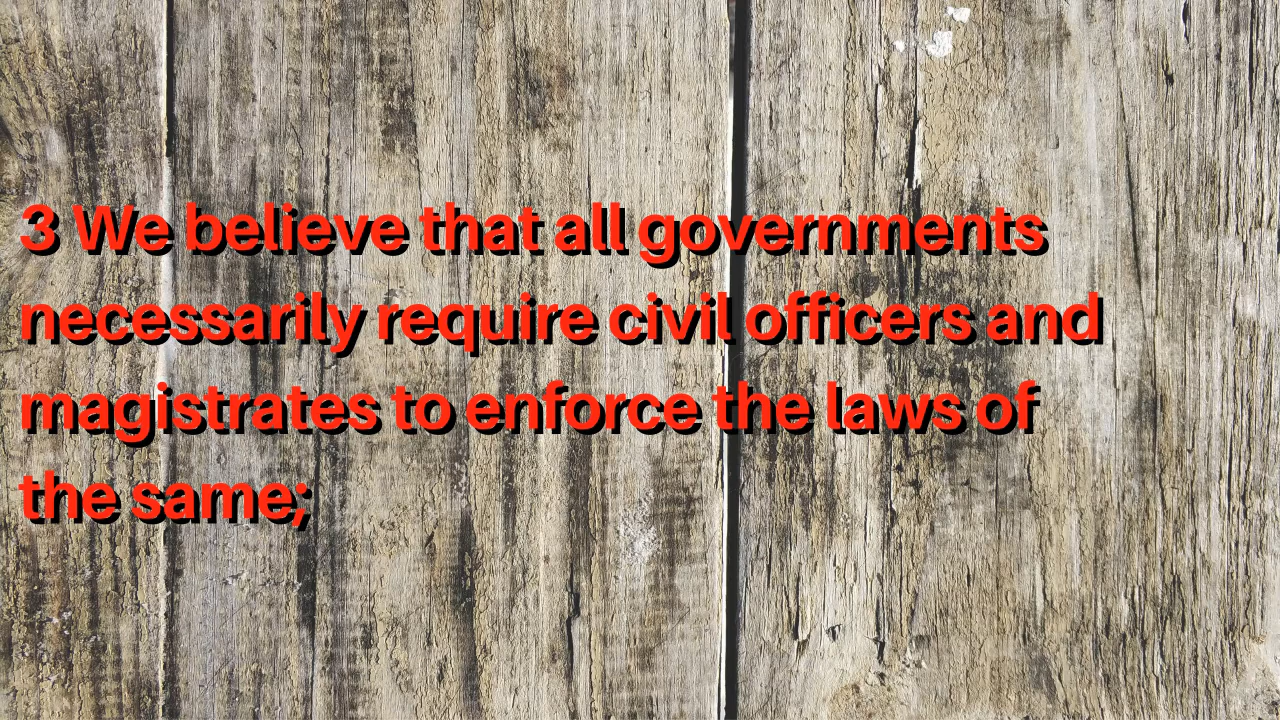 3 We believe that all governments
necessarily require civil officers and
magistrates to enforce the laws of
the same;